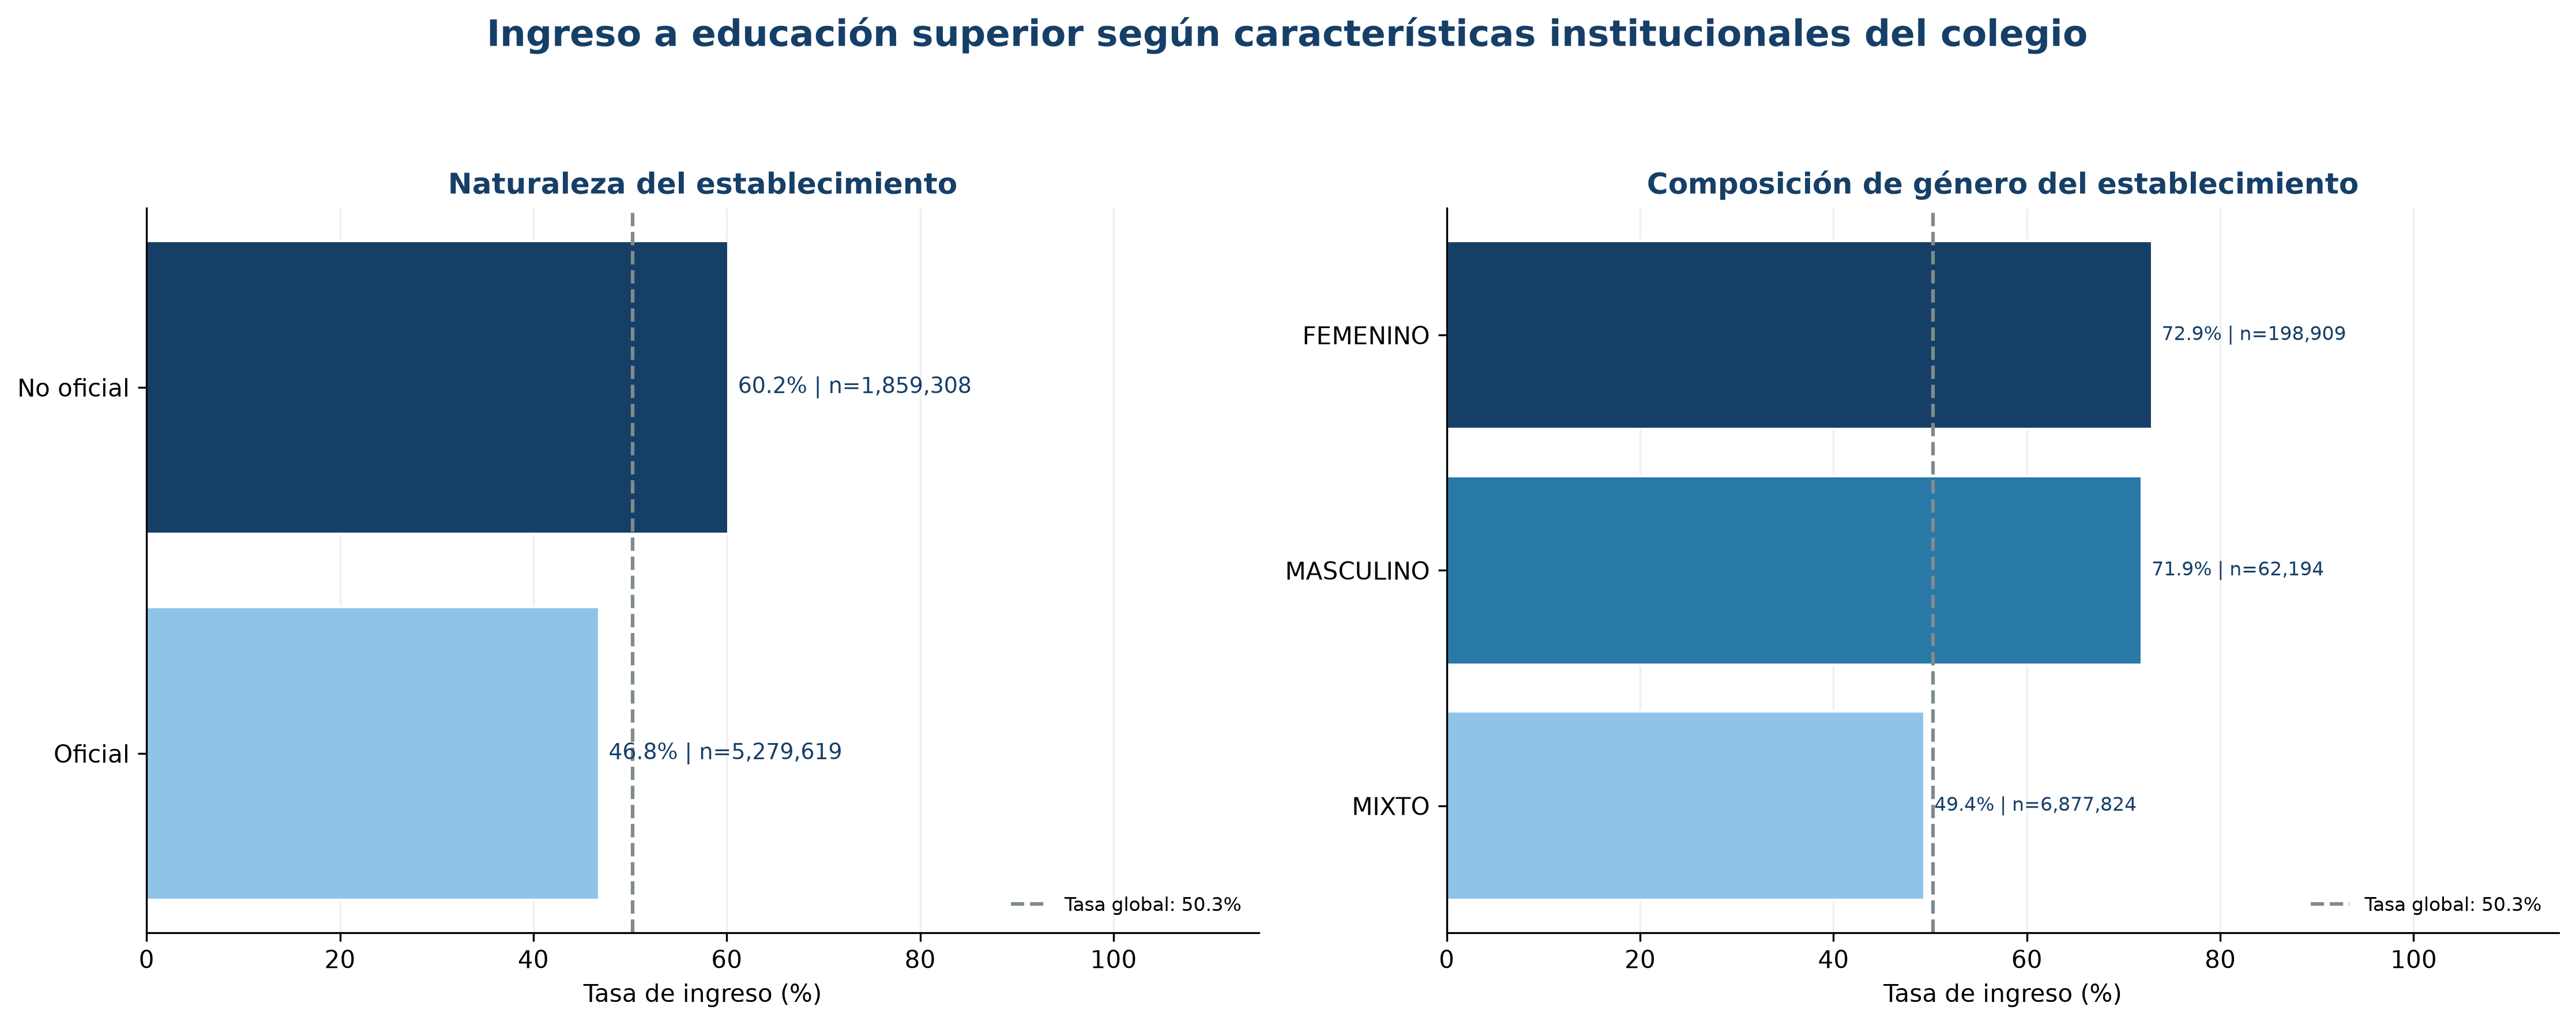 Ingreso a educación superior según características institucionales del colegio
Naturaleza del establecimiento
No oficial
60.2% | n=1,859,308
Oficial
46.8% | n=5,279,619
Tasa global: 50.3%
0 20 40 60 80 100
Tasa de ingreso (%)
Composición de género del establecimiento
FEMENINO
72.9% | n=198,909
MASCULINO
71.9% | n=62,194
MIXTO
49.4% | n=6,877,824
Tasa global: 50.3%
0 20 40 60 80 100
Tasa de ingreso (%)